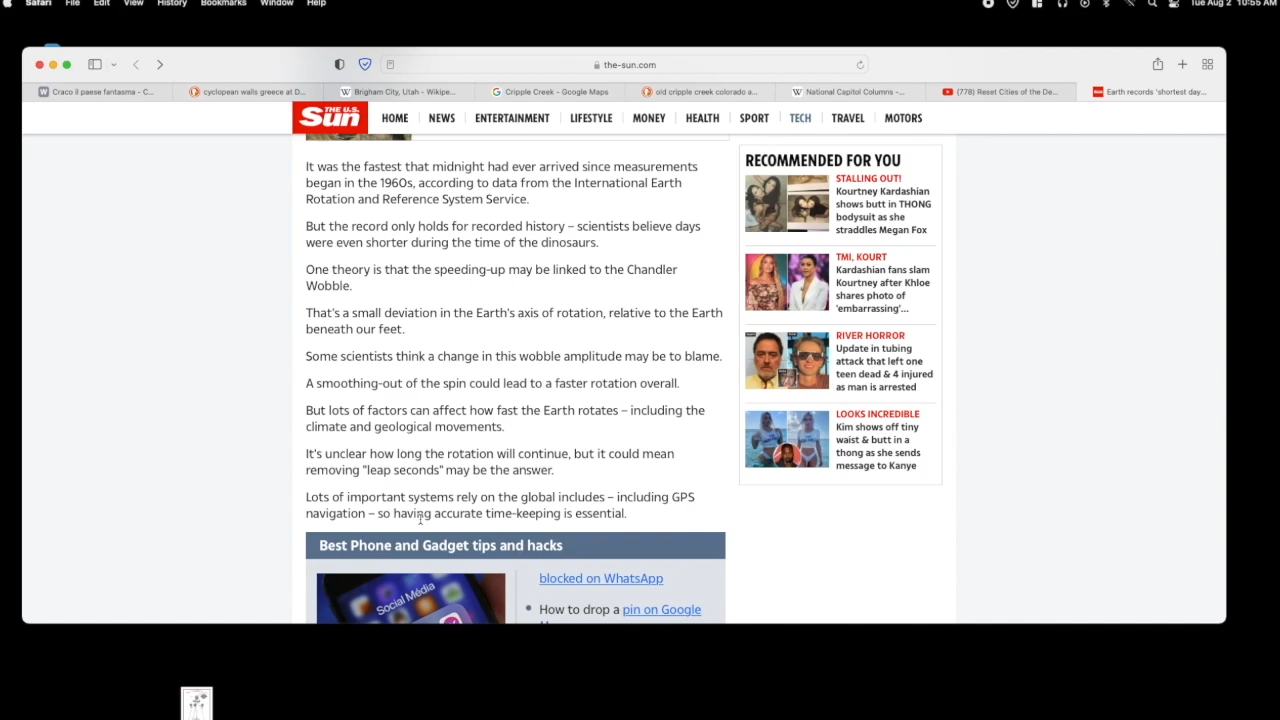 Safari File Edit View History Bookmarks Window Help
Tue Aug 2 10:55 AM
the-sun.com
Craco il paese fantasma - C...
cyclopean walls greece at D...
Brigham City, Utah - Wikipe...
Cripple Creek - Google Maps
old cripple creek colorado a...
National Capitol Columns -...
(778) Reset Cities of the De...
Earth records 'shortest day...
THE U.S.
Sun
HOME NEWS ENTERTAINMENT LIFESTYLE MONEY HEALTH SPORT TECH TRAVEL MOTORS
It was the fastest that midnight had ever arrived since measurements
began in the 1960s, according to data from the International Earth
Rotation and Reference System Service.
But the record only holds for recorded history – scientists believe days
were even shorter during the time of the dinosaurs.
One theory is that the speeding-up may be linked to the Chandler
Wobble.
That's a small deviation in the Earth's axis of rotation, relative to the Earth
beneath our feet.
Some scientists think a change in this wobble amplitude may be to blame.
A smoothing-out of the spin could lead to a faster rotation overall.
But lots of factors can affect how fast the Earth rotates – including the
climate and geological movements.
It's unclear how long the rotation will continue, but it could mean
removing "leap seconds" may be the answer.
Lots of important systems rely on the global includes – including GPS
navigation – so having accurate time-keeping is essential.
Best Phone and Gadget tips and hacks
Social Media
blocked on WhatsApp
How to drop a pin on Google
RECOMMENDED FOR YOU
STALLING OUT!
Kourtney Kardashian
shows butt in THONG
bodysuit as she
straddles Megan Fox
TMI, KOURT
Kardashian fans slam
Kourtney after Khloe
shares photo of
'embarrassing'...
RIVER HORROR
Update in tubing
attack that left one
teen dead & 4 injured
as man is arrested
LOOKS INCREDIBLE
Kim shows off tiny
waist & butt in a
thong as she sends
message to Kanye